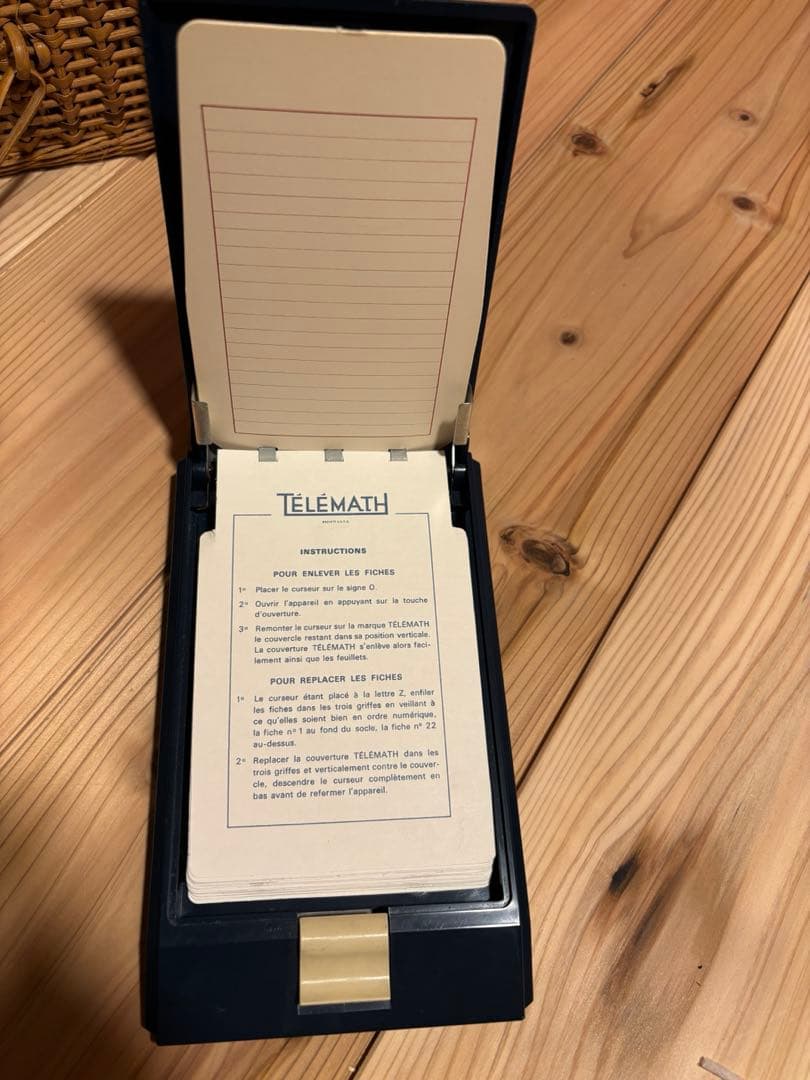 TÉLÉMATH
INSTRUCTIONS
POUR ENLEVER LES FICHES
1° Placer le curseur sur le signe O.
2° Ouvrir l'appareil en appuyant sur la touche
d'ouverture.
3° Remonter le curseur sur la marque TÉLÉMATH
le couvercle restant dans sa position verticale.
La couverture TÉLÉMATH s'enlève alors faci-
lement ainsi que les feuillets.
POUR REPLACER LES FICHES
1° Le curseur étant placé à la lettre Z, enfiler
les fiches dans les trois griffes en veillant à
ce qu'elles soient bien en ordre numérique,
la fiche n° 1 au fond du socle, la fiche n° 22
au-dessus.
2° Replacer la couverture TÉLÉMATH dans les
trois griffes et verticalement contre le couver-
cle, descendre le curseur complètement en
bas avant de refermer l'appareil.